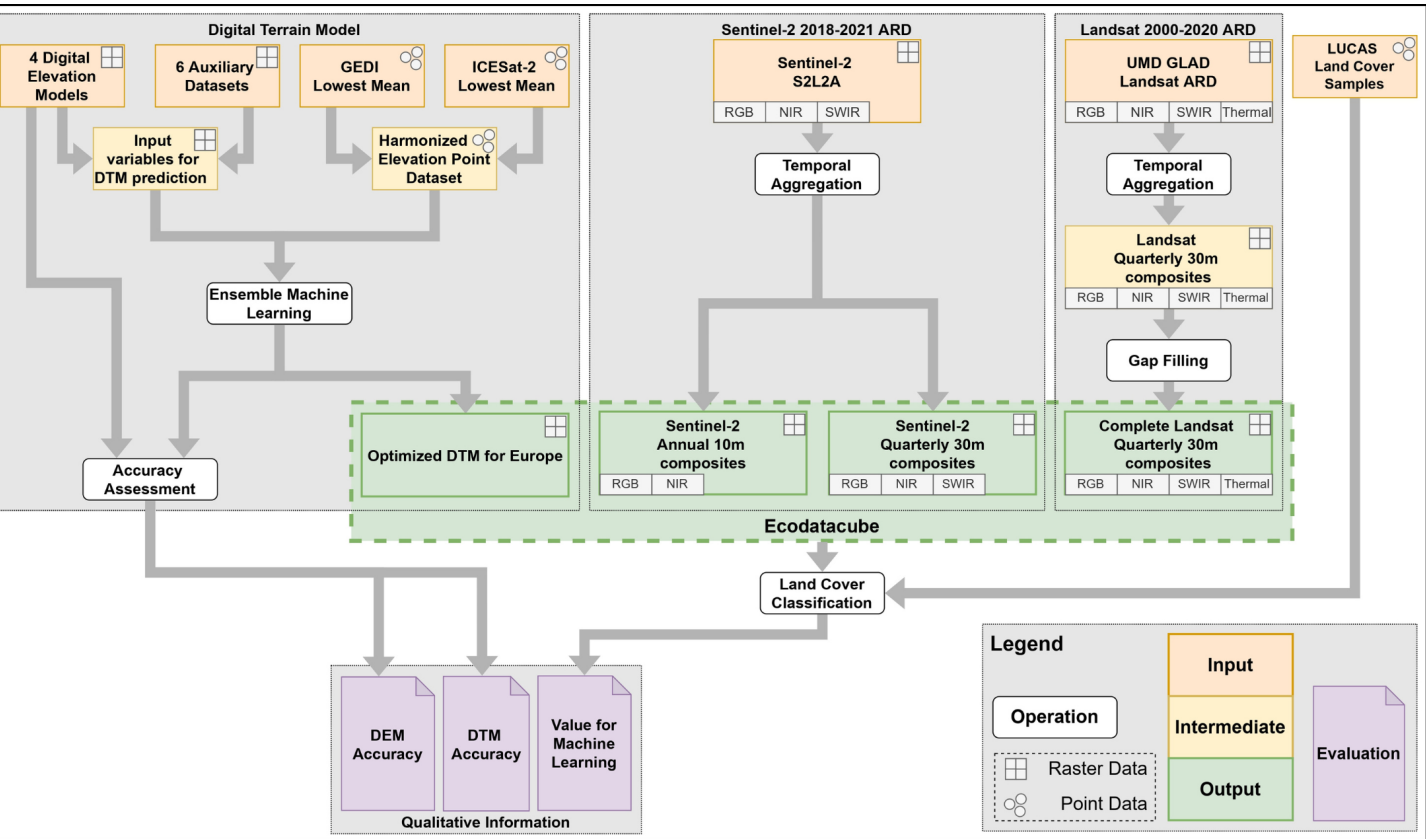 Digital Terrain Model
4 Digital
Elevation
Models
6 Auxiliary
Datasets
GEDI
Lowest Mean
ICESat-2
Lowest Mean
Input
variables for
DTM prediction
Harmonized
Elevation Point
Dataset
Ensemble Machine
Learning
Accuracy
Assessment
Optimized DTM for Europe
Sentinel-2 2018-2021 ARD
Sentinel-2
S2L2A
RGB NIR SWIR
Temporal
Aggregation
Sentinel-2
Annual 10m
composites
RGB NIR
Sentinel-2
Quarterly 30m
composites
RGB NIR SWIR
Landsat 2000-2020 ARD
UMD GLAD
Landsat ARD
RGB NIR SWIR Thermal
Temporal
Aggregation
Landsat
Quarterly 30m
composites
RGB NIR SWIR Thermal
Gap Filling
Complete Landsat
Quarterly 30m
composites
RGB NIR SWIR Thermal
LUCAS
Land Cover
Samples
Ecodatacube
Land Cover
Classification
DEM
Accuracy
DTM
Accuracy
Value for
Machine
Learning
Qualitative Information
Legend
Operation
Raster Data
Point Data
Input
Intermediate
Output
Evaluation